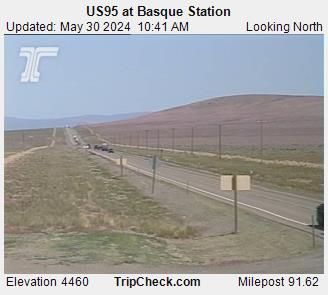 US95 at Basque Station
Updated: May 30 2024 10:41 AM Looking North
Elevation 4460 TripCheck.com Milepost 91.62